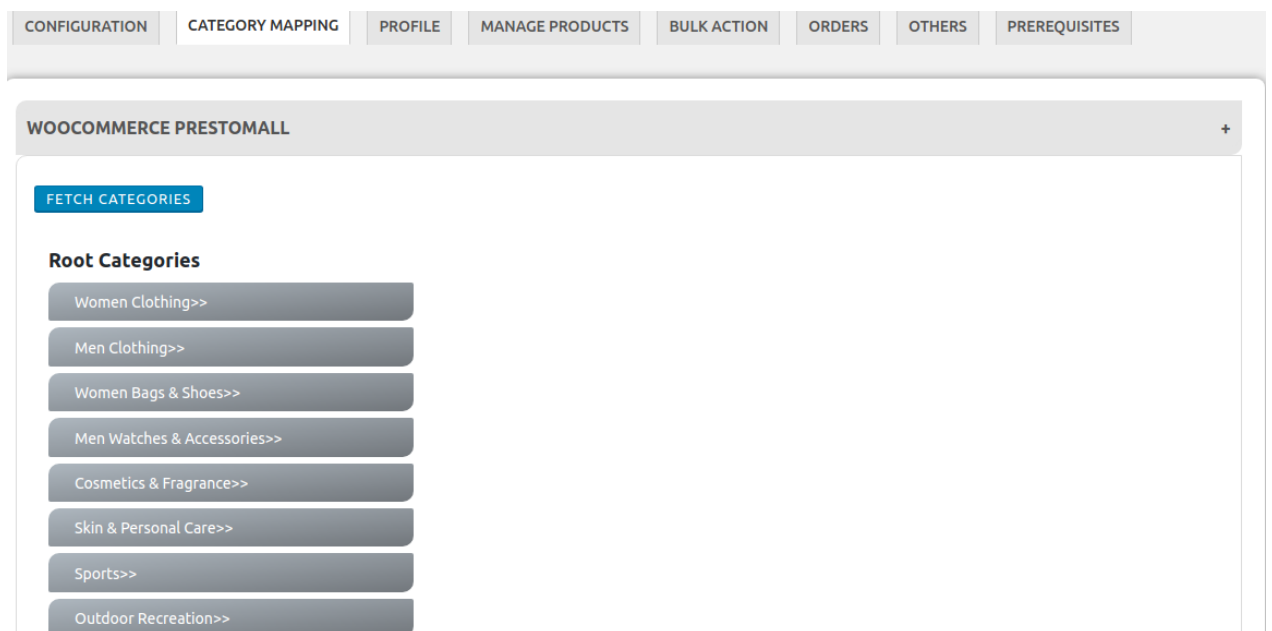 CONFIGURATION CATEGORY MAPPING PROFILE MANAGE PRODUCTS BULK ACTION ORDERS OTHERS PREREQUISITES
WOOCOMMERCE PRESTOMALL +
FETCH CATEGORIES
Root Categories
Women Clothing>>
Men Clothing>>
Women Bags & Shoes>>
Men Watches & Accessories>>
Cosmetics & Fragrance>>
Skin & Personal Care>>
Sports>>
Outdoor Recreation>>